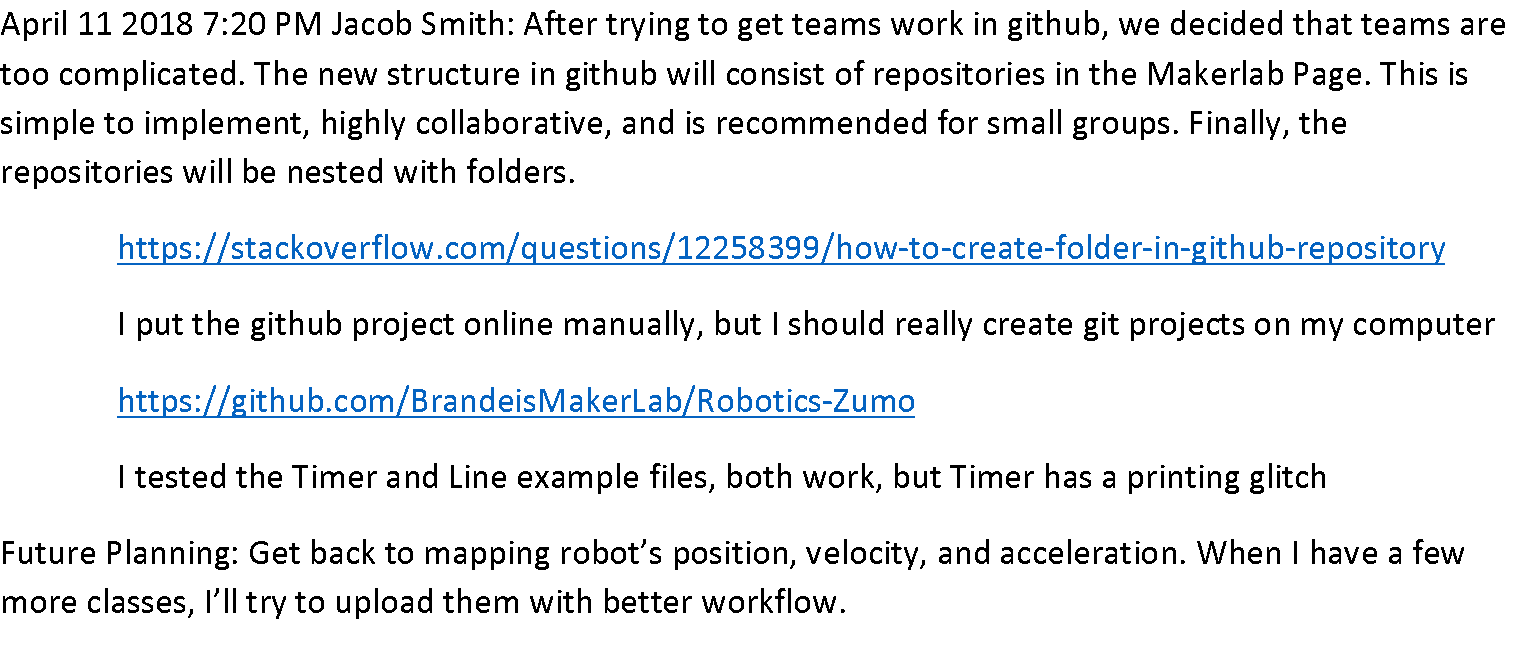 April 11 2018 7:20 PM Jacob Smith: After trying to get teams work in github, we decided that teams are
too complicated. The new structure in github will consist of repositories in the Makerlab Page. This is
simple to implement, highly collaborative, and is recommended for small groups. Finally, the
repositories will be nested with folders.
https://stackoverflow.com/questions/12258399/how-to-create-folder-in-github-repository
I put the github project online manually, but I should really create git projects on my computer
https://github.com/BrandeisMakerLab/Robotics-Zumo
I tested the Timer and Line example files, both work, but Timer has a printing glitch
Future Planning: Get back to mapping robot’s position, velocity, and acceleration. When I have a few
more classes, I’ll try to upload them with better workflow.